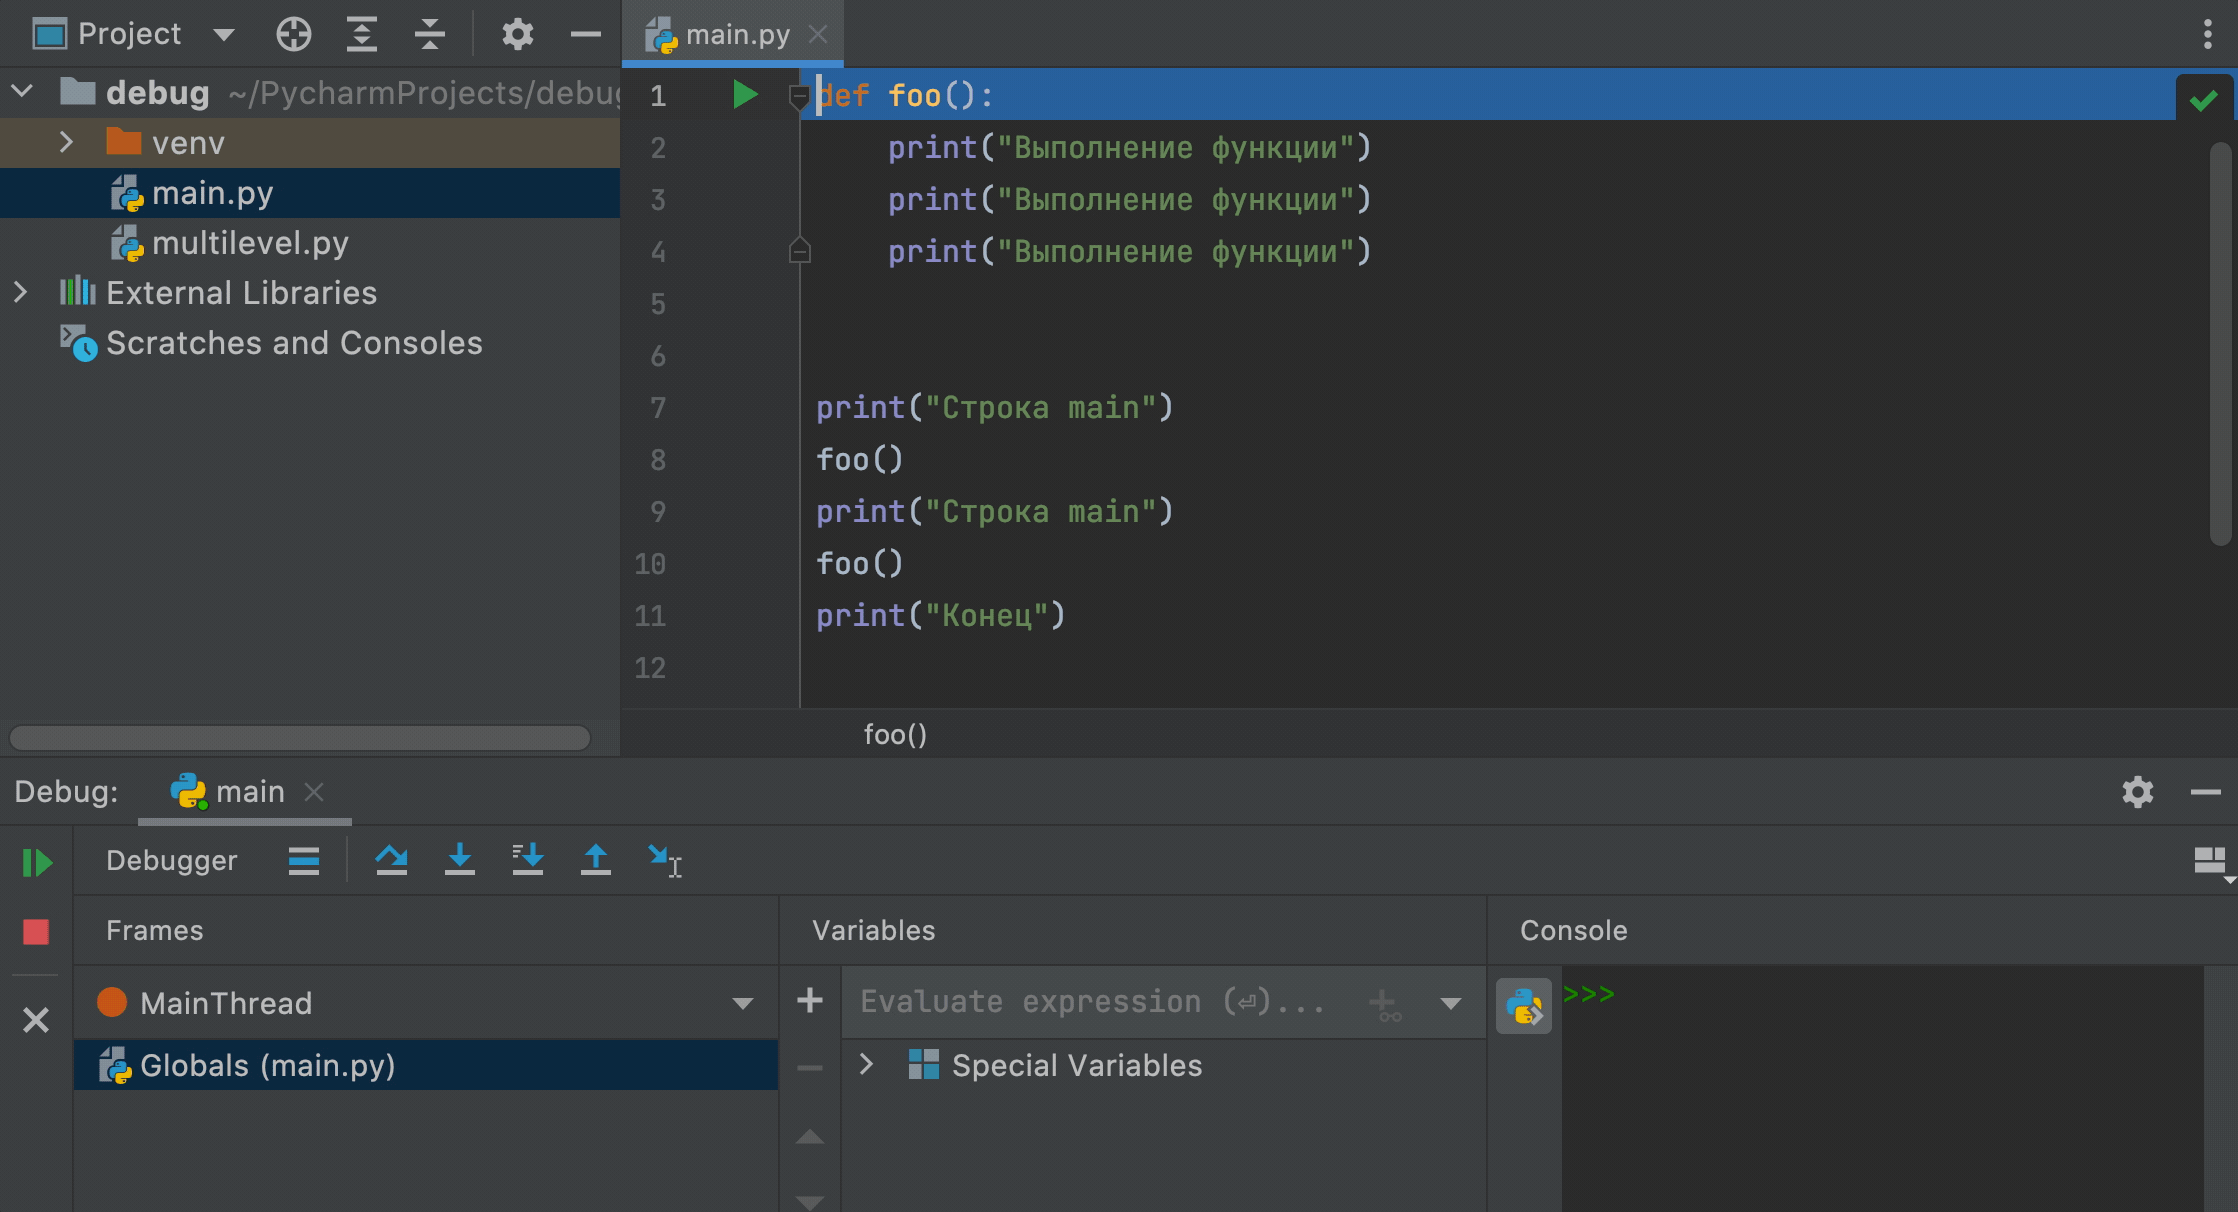 Project
main.py
debug ~/PycharmProjects/debug
venv
main.py
multilevel.py
External Libraries
Scratches and Consoles
1 def foo():
2 print("Выполнение функции")
3 print("Выполнение функции")
4 print("Выполнение функции")
5
6
7 print("Строка main")
8 foo()
9 print("Строка main")
10 foo()
11 print("Конец")
12
foo()
Debug: main
Debugger
Frames
Variables
Console
MainThread
Evaluate expression (⏎)...
>>>
Globals (main.py)
Special Variables